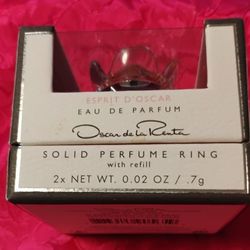 ESPRIT D'OSCAR
EAU DE PARFUM
Oscar de la Renta
SOLID PERFUME RING
with refill
2x NET WT. 0.02 OZ / .7g